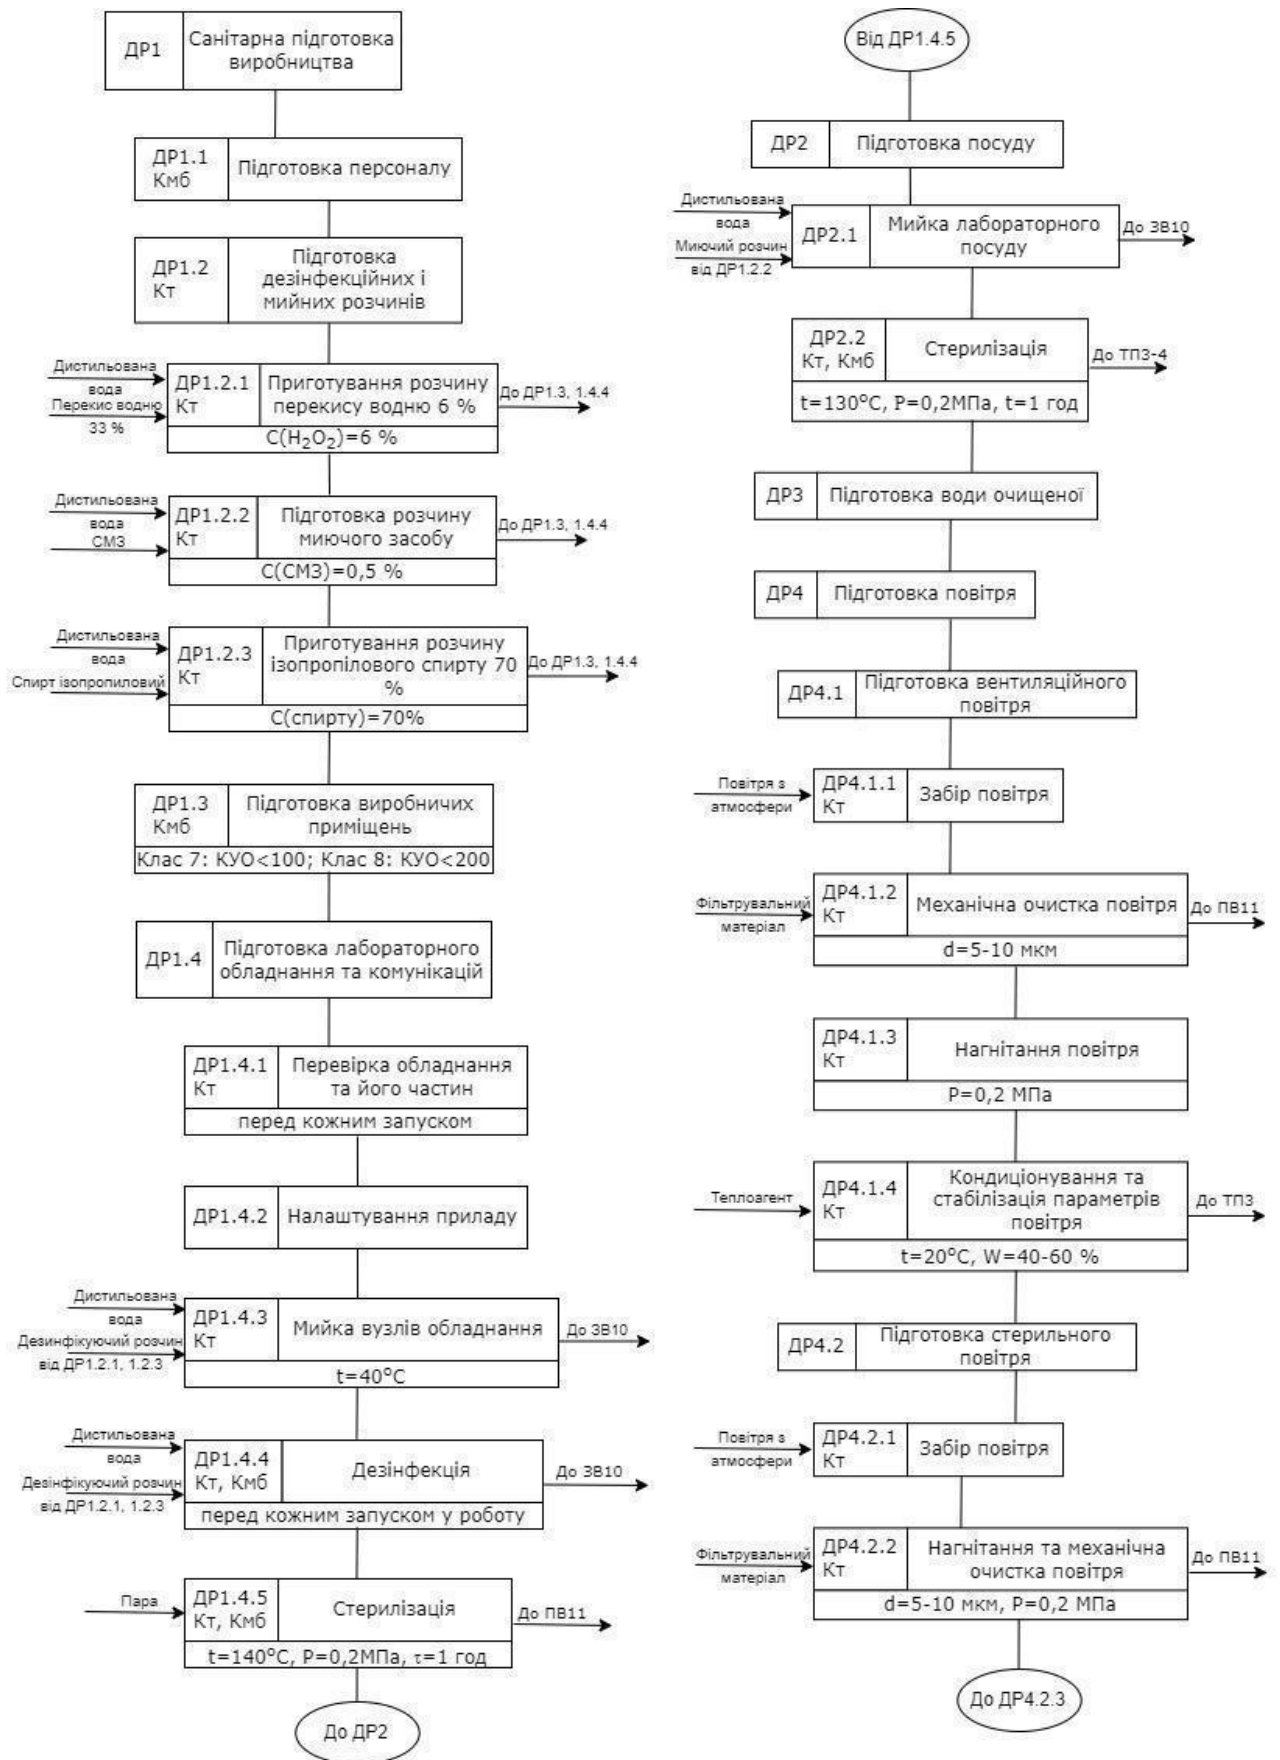 ДР1
Санітарна підготовка
виробництва
ДР1.1
Кмб
Підготовка персоналу
ДР1.2
Кт
Підготовка
дезінфекційних і
мийних розчинів
Дистильована
вода
Перекис водню
33 %
ДР1.2.1
Кт
Приготування розчину
перекису водню 6 %
С(H₂O₂)=6 %
До ДР1.3, 1.4.4
Дистильована
вода
СМЗ
ДР1.2.2
Кт
Підготовка розчину
миючого засобу
С(СМЗ)=0,5 %
До ДР1.3, 1.4.4
Дистильована
вода
Спирт ізопропиловий
ДР1.2.3
Кт
Приготування розчину
ізопропілового спирту 70
%
С(спирту)=70%
До ДР1.3, 1.4.4
ДР1.3
Кмб
Підготовка виробничих
приміщень
Клас 7: КУО<100; Клас 8: КУО<200
ДР1.4
Підготовка лабораторного
обладнання та комунікацій
ДР1.4.1
Кт
Перевірка обладнання
та його частин
перед кожним запуском
ДР1.4.2
Налаштування приладу
Дистильована
вода
Дезинфікуючий розчин
від ДР1.2.1, 1.2.3
ДР1.4.3
Кт
Мийка вузлів обладнання
t=40°C
До ЗВ10
Дистильована
вода
Дезінфікуючий розчин
від ДР1.2.1, 1.2.3
ДР1.4.4
Кт, Кмб
Дезінфекція
перед кожним запуском у роботу
До ЗВ10
Пара
ДР1.4.5
Кт, Кмб
Стерилізація
t=140°C, P=0,2МПа, τ=1 год
До ПВ11
До ДР2
Від ДР1.4.5
ДР2
Підготовка посуду
Дистильована
вода
Миючий розчин
від ДР1.2.2
ДР2.1
Мийка лабораторного
посуду
До ЗВ10
ДР2.2
Кт, Кмб
Стерилізація
t=130°C, P=0,2МПа, t=1 год
До ТП3-4
ДР3
Підготовка води очищеної
ДР4
Підготовка повітря
ДР4.1
Підготовка вентиляційного
повітря
Повітря з
атмосфери
ДР4.1.1
Кт
Забір повітря
Фільтрувальний
матеріал
ДР4.1.2
Кт
Механічна очистка повітря
d=5-10 мкм
До ПВ11
ДР4.1.3
Кт
Нагнітання повітря
P=0,2 МПа
Теплоагент
ДР4.1.4
Кт
Кондиціонування та
стабілізація параметрів
повітря
t=20°C, W=40-60 %
До ТП3
ДР4.2
Підготовка стерильного
повітря
Повітря з
атмосфери
ДР4.2.1
Кт
Забір повітря
Фільтрувальний
матеріал
ДР4.2.2
Кт
Нагнітання та механічна
очистка повітря
d=5-10 мкм, P=0,2 МПа
До ПВ11
До ДР4.2.3